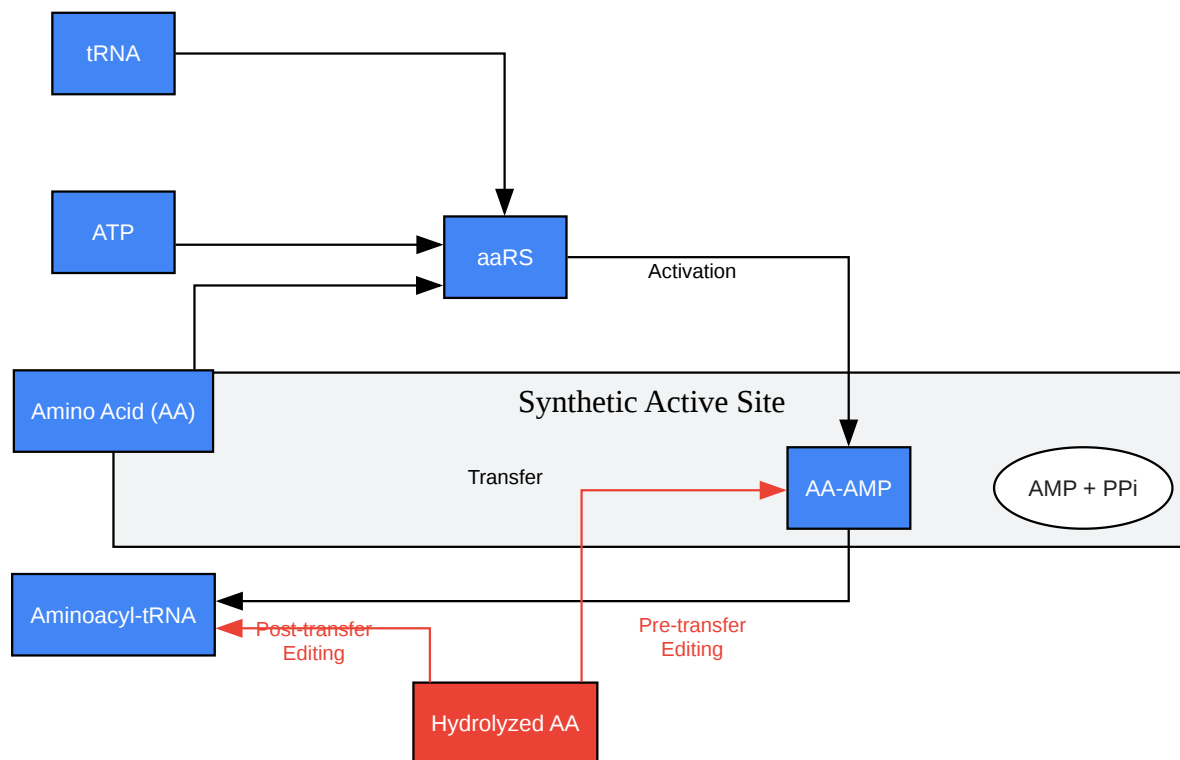 tRNA
ATP
aaRS
Activation
Amino Acid (AA)
Synthetic Active Site
Transfer
AA-AMP
AMP + PPi
Aminoacyl-tRNA
Post-transfer
Editing
Pre-transfer
Editing
Hydrolyzed AA